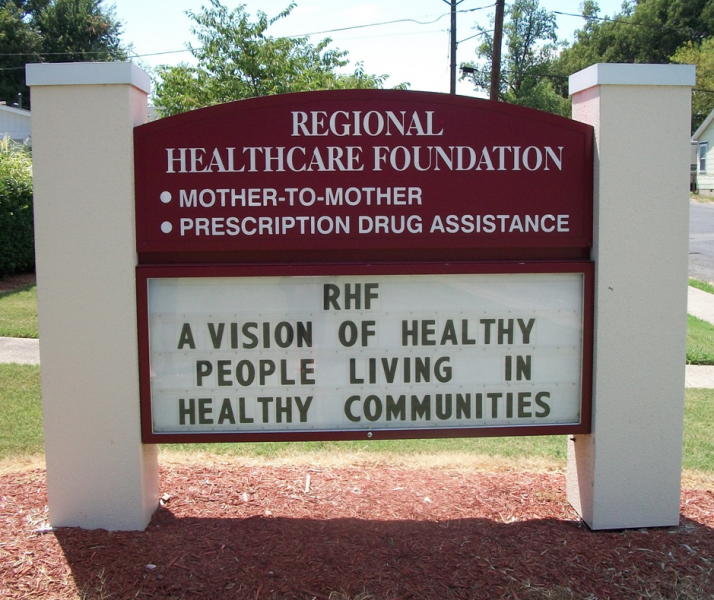 REGIONAL
HEALTHCARE FOUNDATION
• MOTHER-TO-MOTHER
• PRESCRIPTION DRUG ASSISTANCE
RHF
A VISION OF HEALTHY
PEOPLE LIVING IN
HEALTHY COMMUNITIES